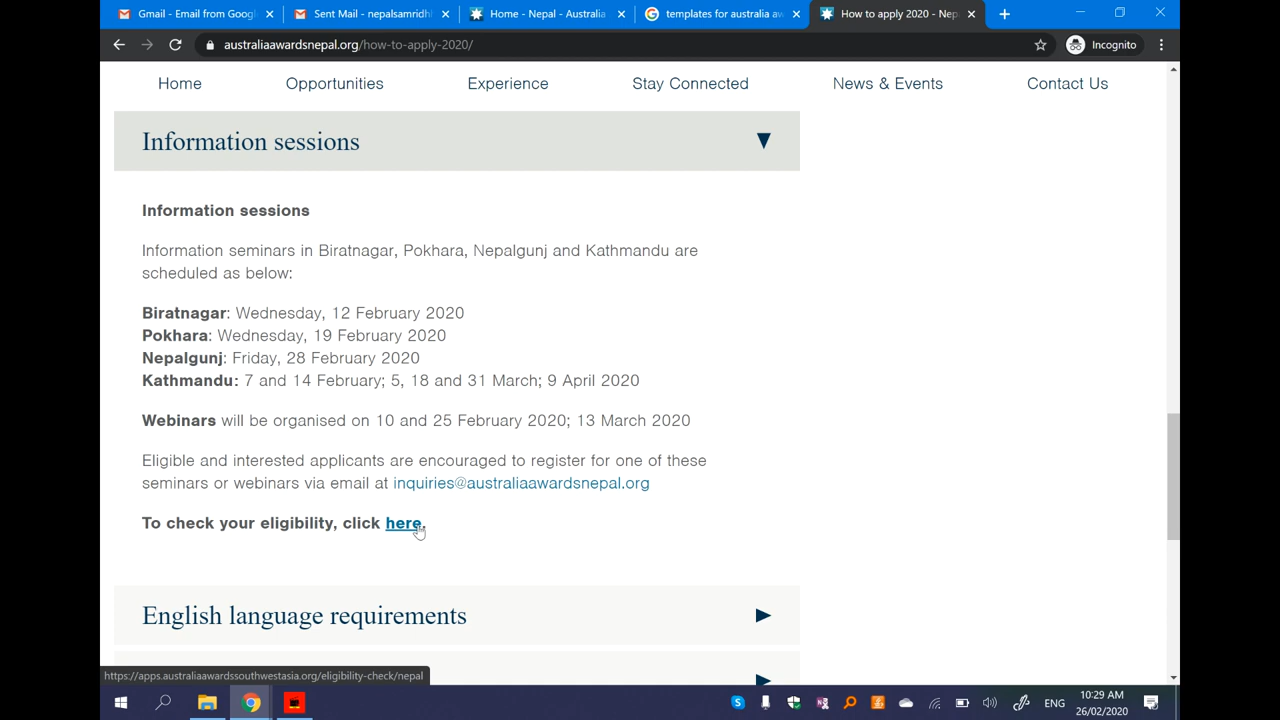 Gmail - Email from Goog
Sent Mail - nepalsamridhi
Home - Nepal - Australia
templates for australia aw
How to apply 2020 - Nep
australiaawardsnepal.org/how-to-apply-2020/
Incognito
Home
Opportunities
Experience
Stay Connected
News & Events
Contact Us
Information sessions
Information sessions
Information seminars in Biratnagar, Pokhara, Nepalgunj and Kathmandu are
scheduled as below:
Biratnagar: Wednesday, 12 February 2020
Pokhara: Wednesday, 19 February 2020
Nepalgunj: Friday, 28 February 2020
Kathmandu: 7 and 14 February; 5, 18 and 31 March; 9 April 2020
Webinars will be organised on 10 and 25 February 2020; 13 March 2020
Eligible and interested applicants are encouraged to register for one of these
seminars or webinars via email at inquiries@australiaawardsnepal.org
To check your eligibility, click here.
English language requirements
https://apps.australiaawardssouthwestasia.org/eligibility-check/nepal
ENG
10:29 AM
26/02/2020